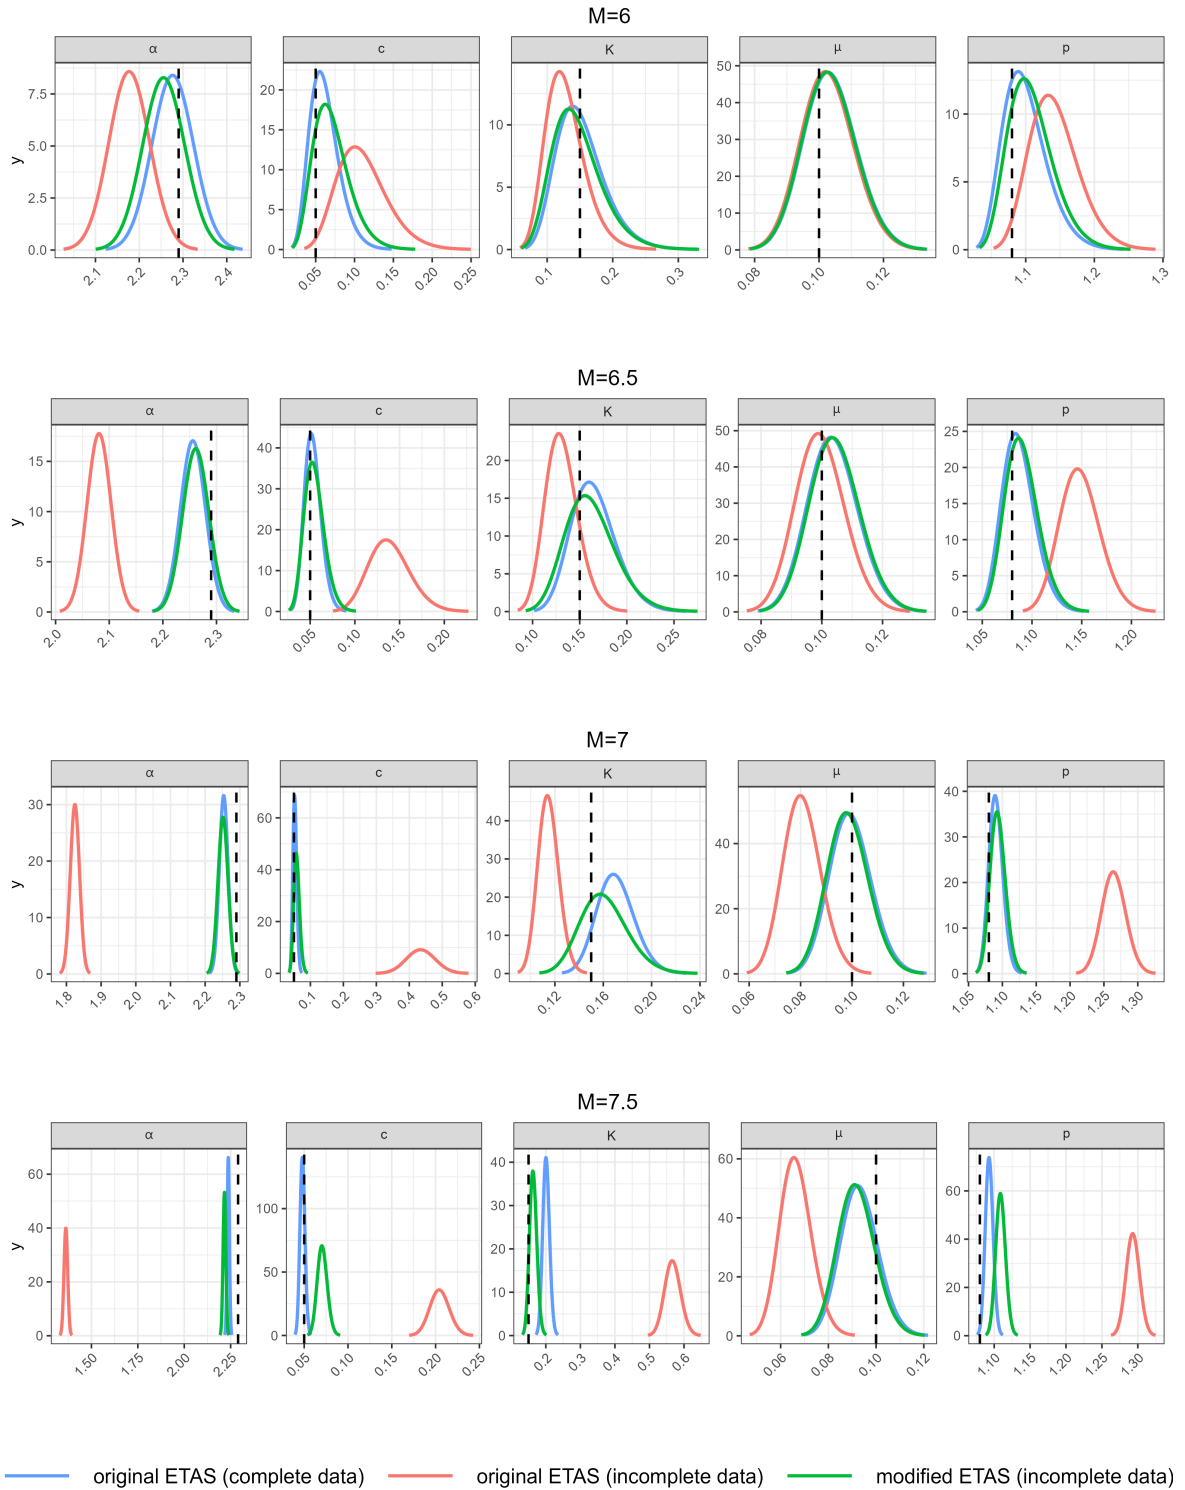 M=6
α c K μ p
y
7.5 20 10 50 10
5.0 15 5 40 5
2.5 10 0 30 0
0.0 5 20
0 10
0
2.1 2.2 2.3 2.4 0.05 0.10 0.15 0.20 0.25 0.1 0.2 0.3 0.08 0.10 0.12 1.1 1.2 1.3
M=6.5
α c K μ p
y
15 40 20 50 25
10 30 15 40 20
5 20 10 30 15
0 10 5 20 10
0 0 10 5
0 0
2.0 2.1 2.2 2.3 0.05 0.10 0.15 0.20 0.10 0.15 0.20 0.25 0.08 0.10 0.12 1.05 1.10 1.15 1.20
M=7
α c K μ p
y
30 60 40 40 40
20 40 30 20 30
10 20 20 0 20
0 0 10 10
0 0
1.8 1.9 2.0 2.1 2.2 2.3 0.1 0.2 0.3 0.4 0.5 0.6 0.12 0.16 0.20 0.24 0.06 0.08 0.10 0.12 1.05 1.10 1.15 1.20 1.25 1.30
M=7.5
α c K μ p
y
60 100 40 60 60
40 50 30 40 40
20 0 20 20 20
0 10 0 0
0
1.50 1.75 2.00 2.25 0.05 0.10 0.15 0.20 0.25 0.2 0.3 0.4 0.5 0.6 0.06 0.08 0.10 0.12 1.10 1.15 1.20 1.25 1.30
original ETAS (complete data) original ETAS (incomplete data) modified ETAS (incomplete data)